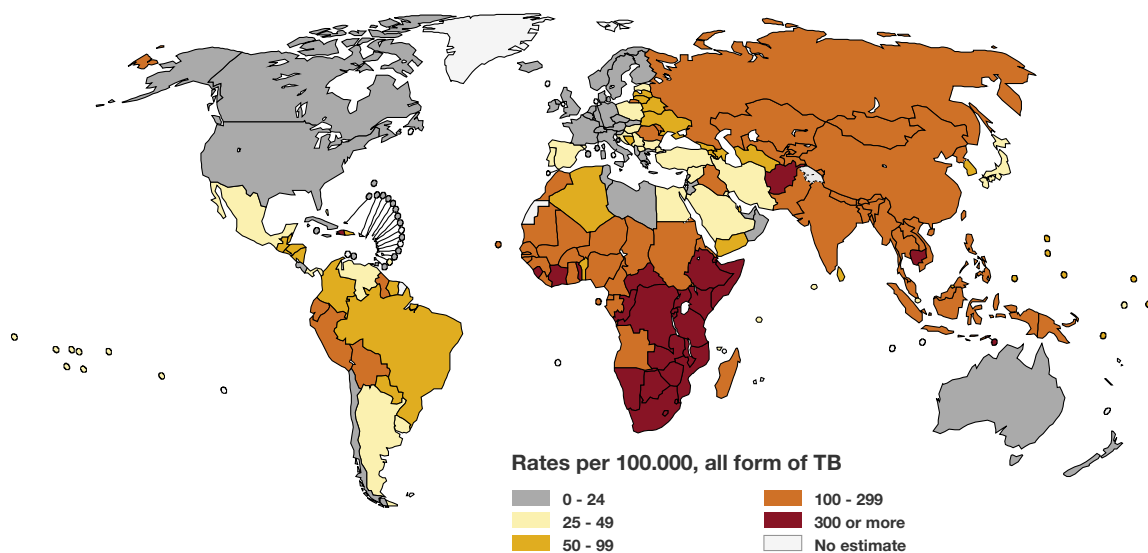 Rates per 100.000, all form of TB
0 - 24
25 - 49
50 - 99
100 - 299
300 or more
No estimate